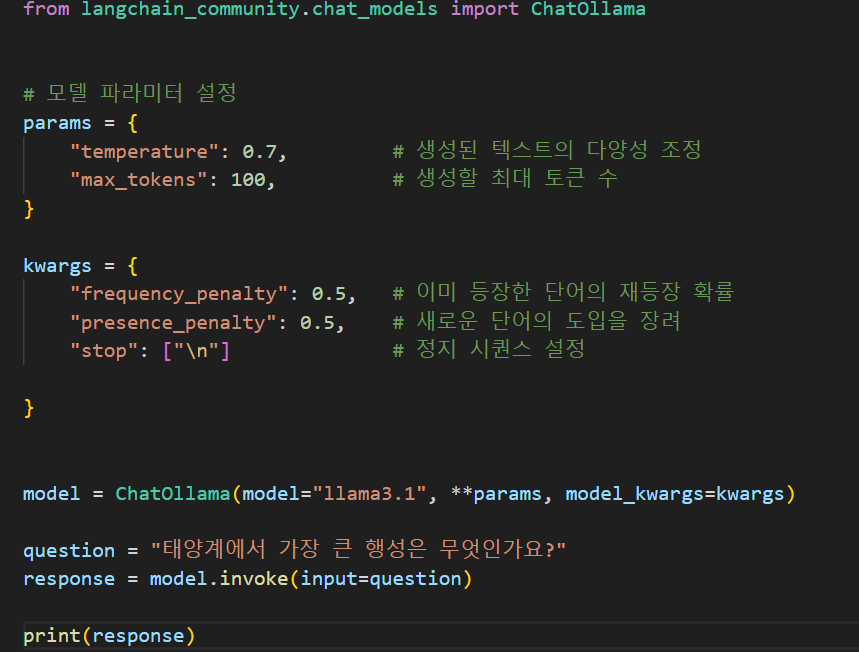 from langchain_community.chat_models import ChatOllama
# 모델 파라미터 설정
params = {
"temperature": 0.7, # 생성된 텍스트의 다양성 조정
"max_tokens": 100, # 생성할 최대 토큰 수
}
kwargs = {
"frequency_penalty": 0.5, # 이미 등장한 단어의 재등장 확률
"presence_penalty": 0.5, # 새로운 단어의 도입을 장려
"stop": ["\n"] # 정지 시퀀스 설정
}
model = ChatOllama(model="llama3.1", **params, model_kwargs=kwargs)
question = "태양계에서 가장 큰 행성은 무엇인가요?"
response = model.invoke(input=question)
print(response)